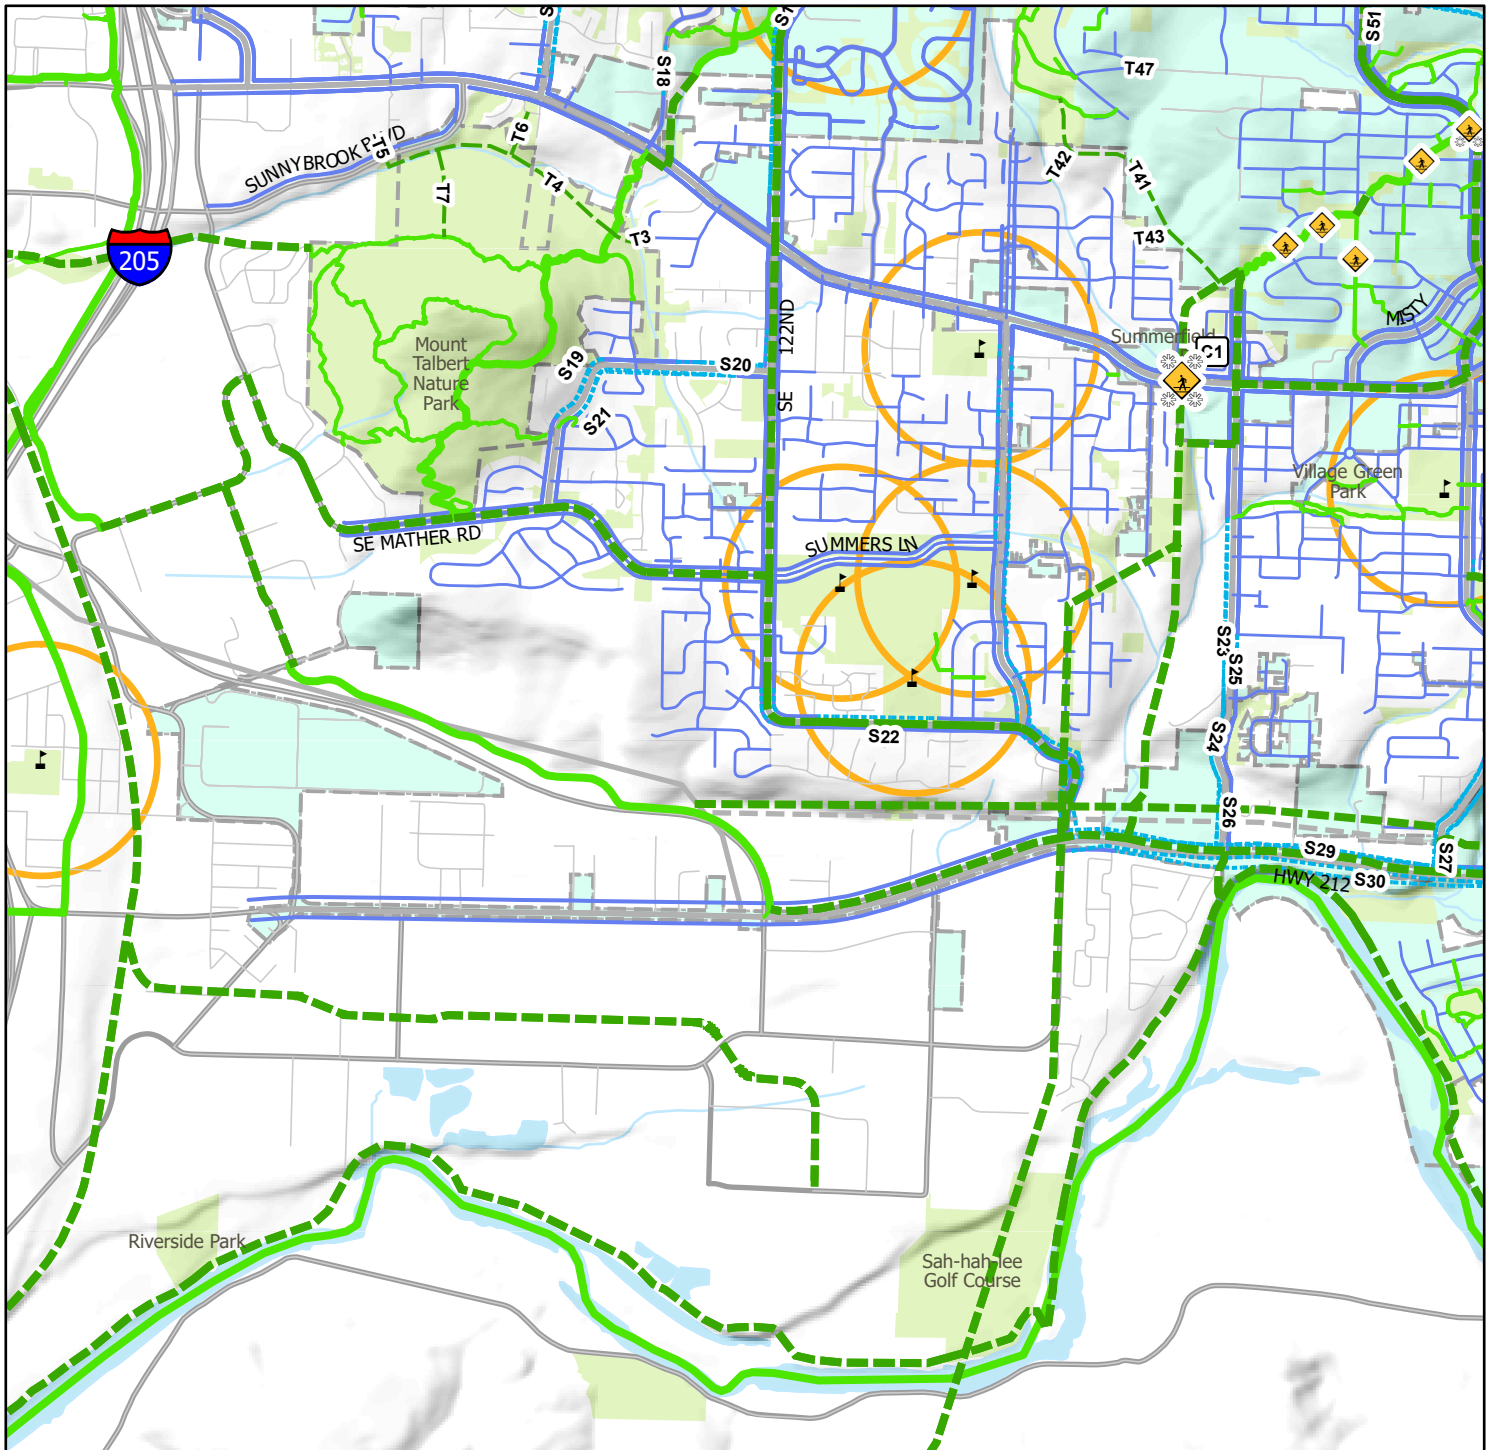 S51
S18
T47
T6
SUNNYBROOK
T5
T42
T4
T41
T7
T3
T43
205
122ND
SE
MISTY
Summerfield
C1
Mount
Talbert
Nature
Park
S19
S20
S21
Village Green
Park
SE MATHER RD
SUMMERS LN
S23
S25
S22
S24
S26
S27
S29
S30
HWY 212
Riverside Park
Sah-hah-lee
Golf Course